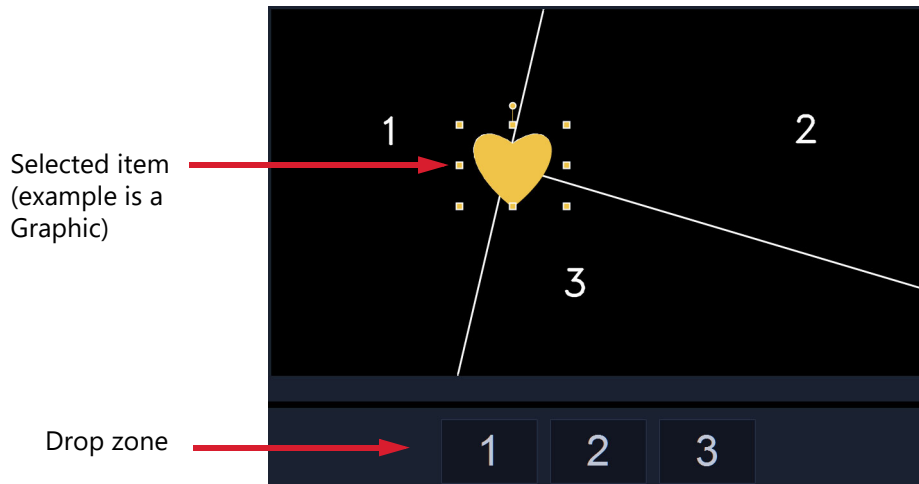 1
2
Selected item
(example is a
Graphic)
3
Drop zone
1 2 3